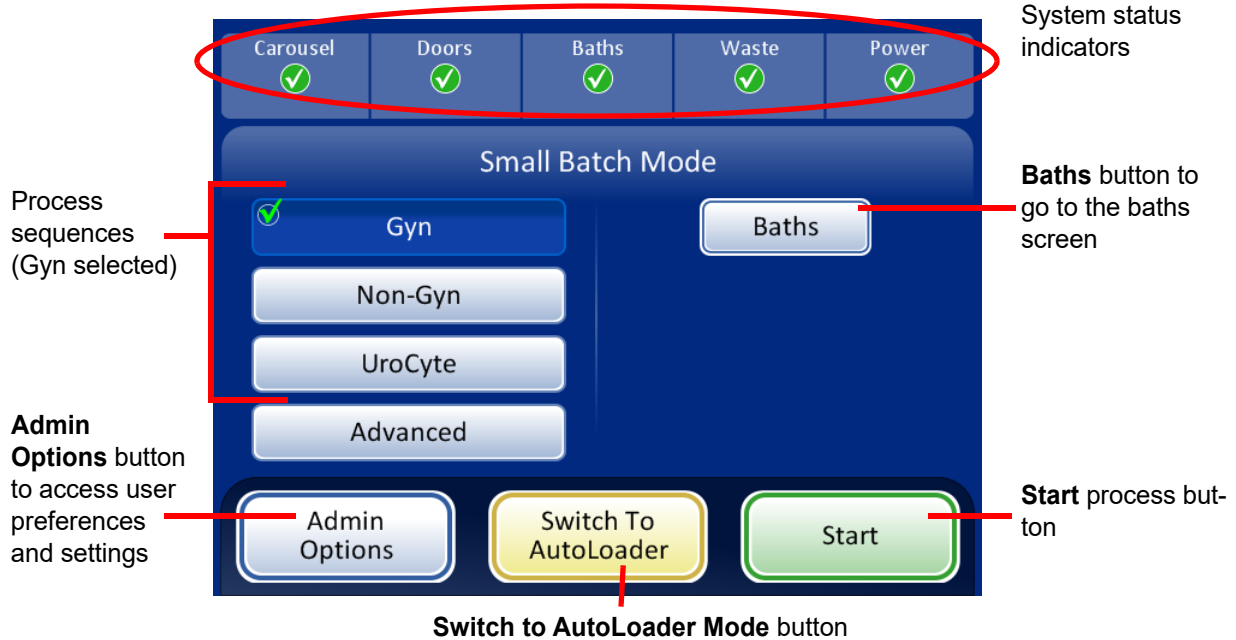 System status
indicators
Carousel
Doors
Baths
Waste
Power
Small Batch Mode
Process
sequences
(Gyn selected)
Gyn
Non-Gyn
UroCyte
Advanced
Baths
Baths button to
go to the baths
screen
Admin
Options button
to access user
preferences
and settings
Admin
Options
Switch To
AutoLoader
Start
Start process but-
ton
Switch to AutoLoader Mode button